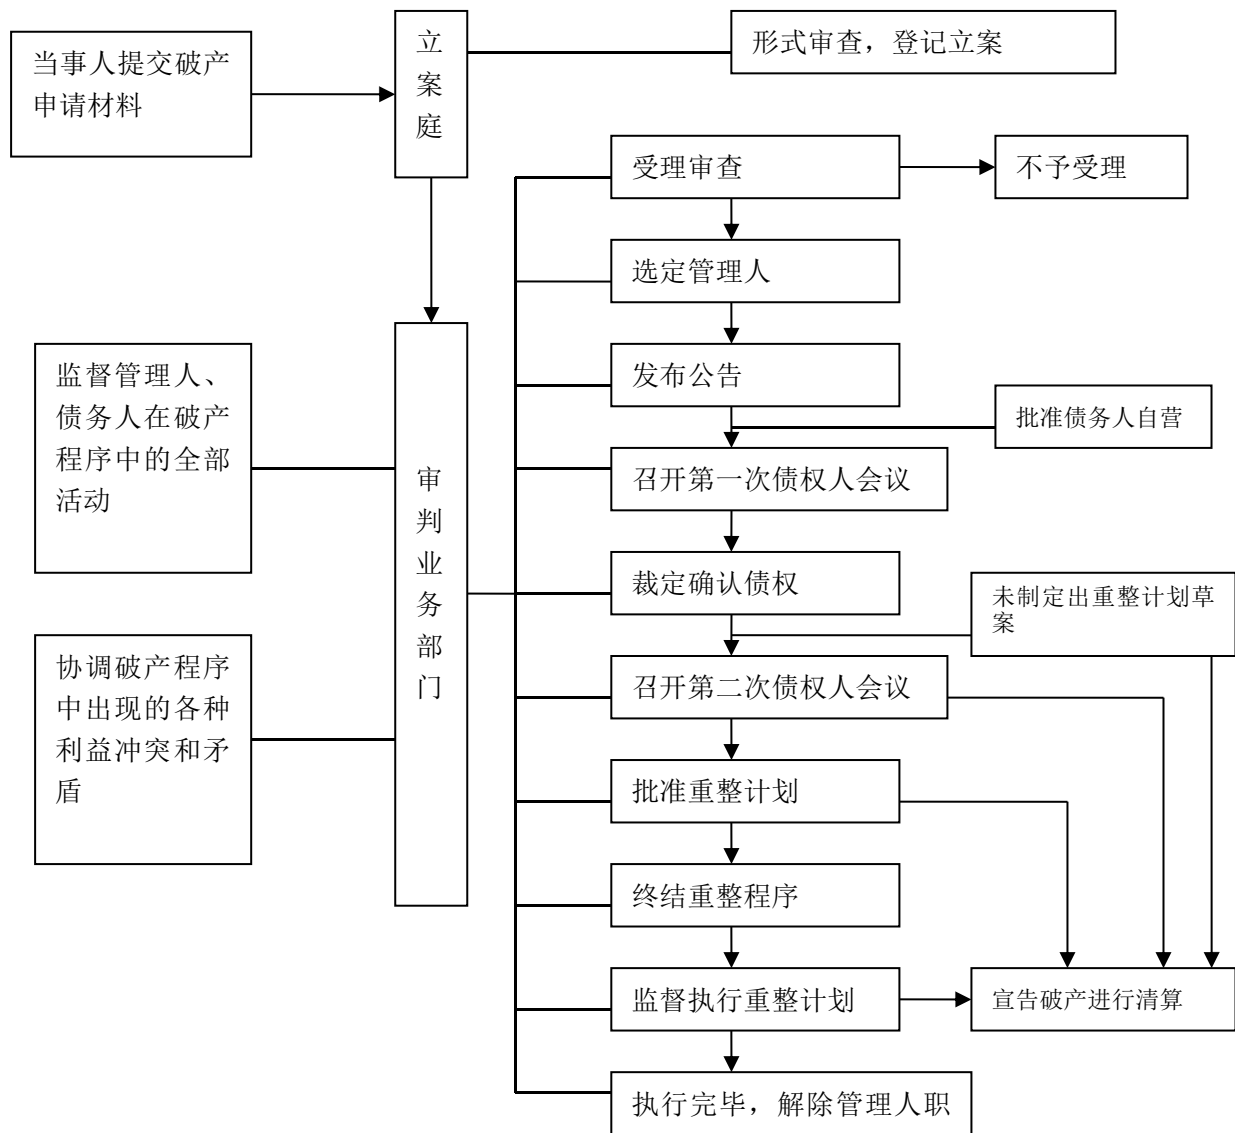 当事人提交破产
申请材料
立
案
庭
形式审查，登记立案
受理审查
不予受理
选定管理人
发布公告
批准债务人自营
监督管理人、
债务人在破产
程序中的全部
活动
召开第一次债权人会议
审
判
业
务
部
门
裁定确认债权
未制定出重整计划草
案
协调破产程序
中出现的各种
利益冲突和矛
盾
召开第二次债权人会议
批准重整计划
终结重整程序
监督执行重整计划
宣告破产进行清算
执行完毕，解除管理人职